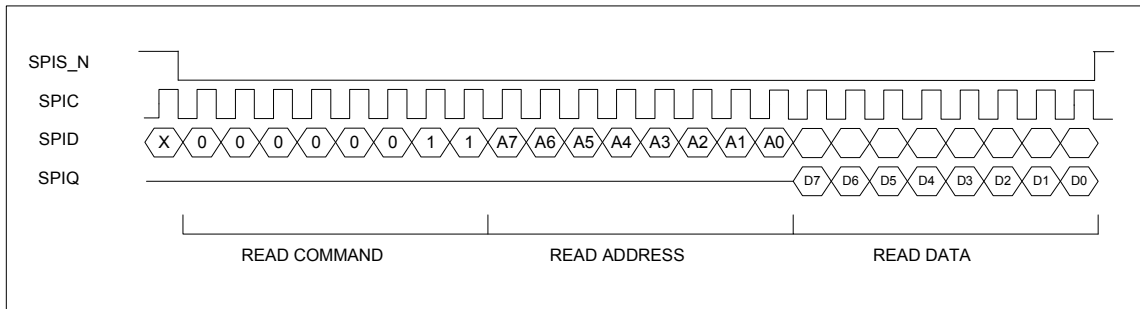 SPIS_N
SPIC
SPID X 0 0 0 0 0 0 1 1 A7 A6 A5 A4 A3 A2 A1 A0
SPIQ D7 D6 D5 D4 D3 D2 D1 D0
READ COMMAND READ ADDRESS READ DATA